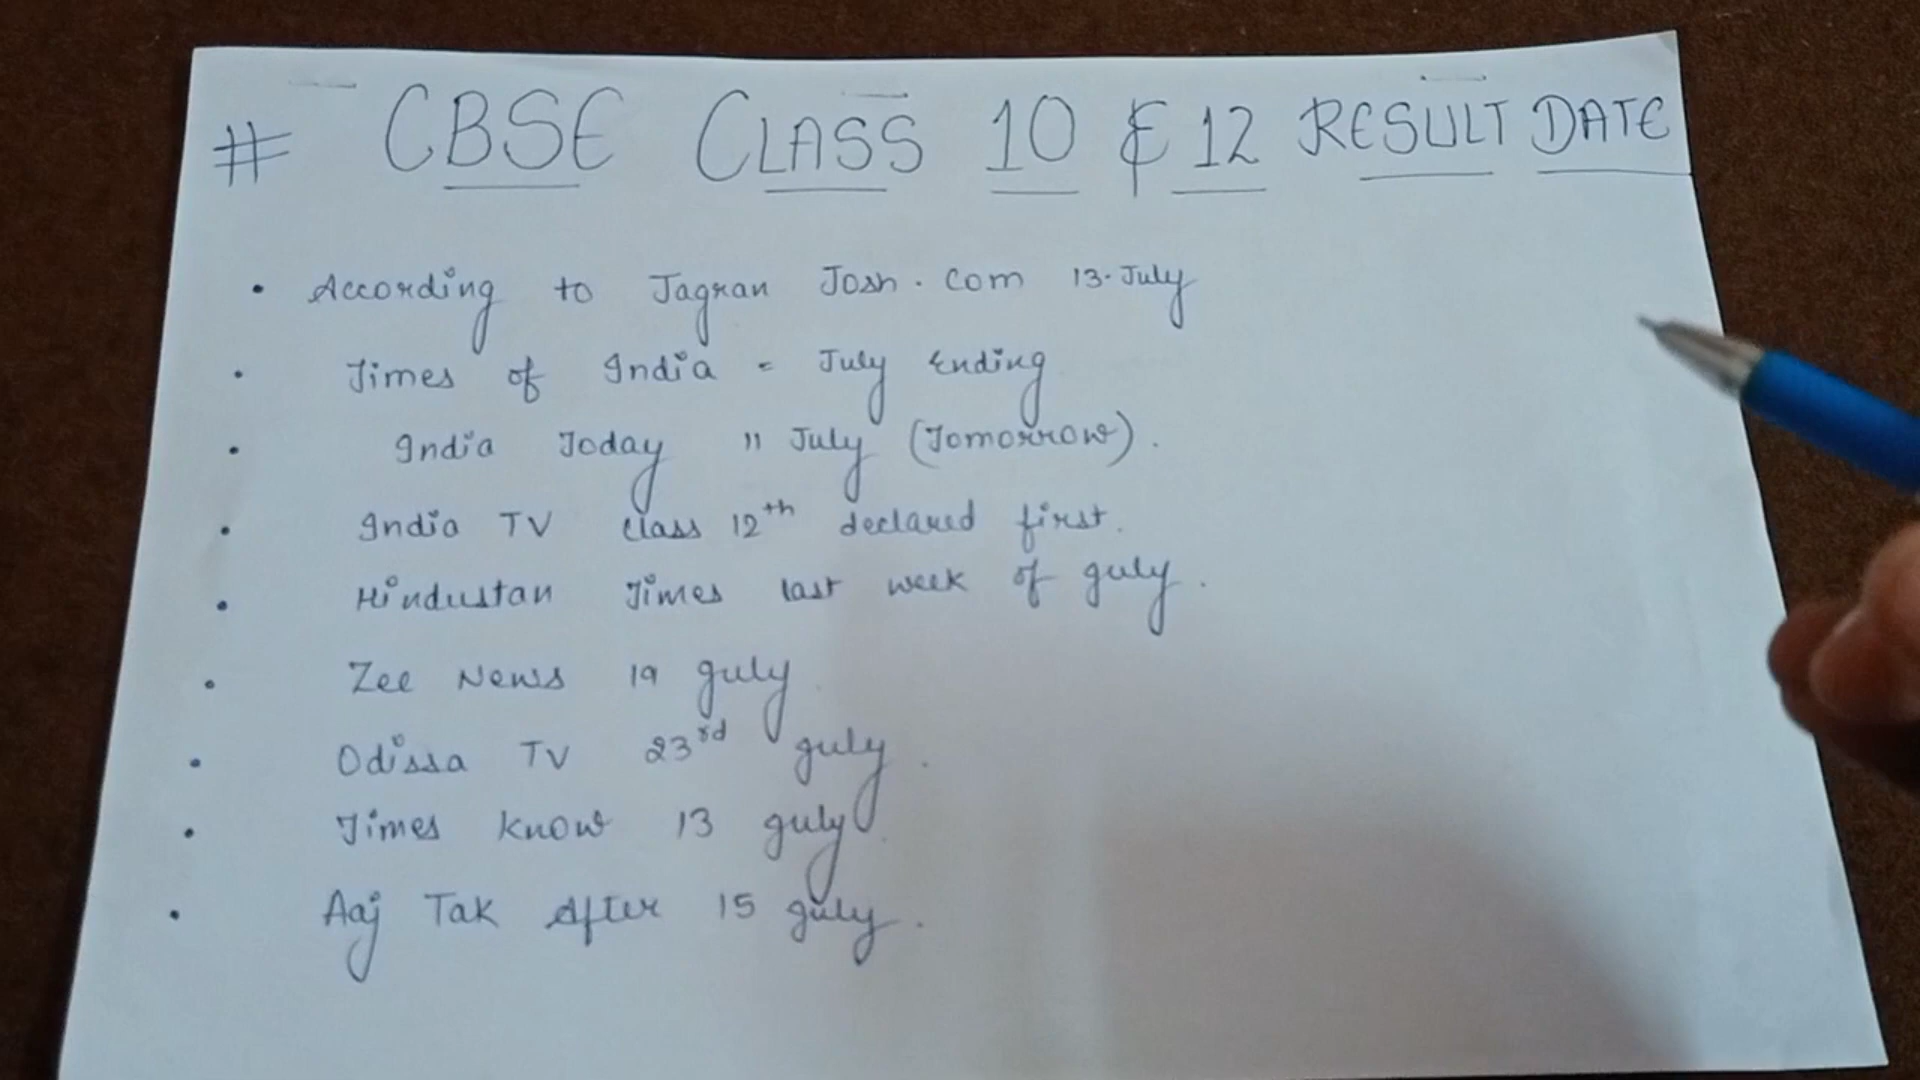 # CBSE CLASS 10 & 12 RESULT DATE
• According to Jagran Josh.com 13-July
• Times of India = July Ending
• India Today 11 July (Tomorrow).
• India TV class 12th declared first.
• Hindustan Times last week of july.
• Zee News 19 july
• Odissa TV 23rd july.
• Times know 13 july.
• Aaj Tak After 15 july.